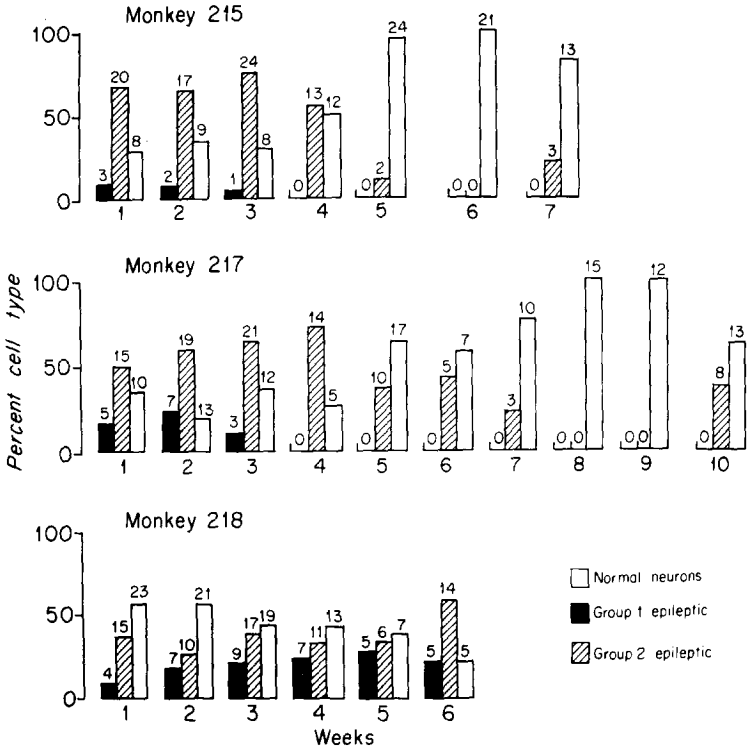 Monkey 215
100
50
0
3 20 8 2 17 9 1 24 8 0 13 12 0 2 24 0 0 21 0 3 13
1 2 3 4 5 6 7
Monkey 217
100
50
0
5 15 10 7 19 13 3 21 12 0 14 5 0 10 17 0 5 7 0 3 10 0 0 15 0 0 12 0 8 13
1 2 3 4 5 6 7 8 9 10
Percent cell type
Monkey 218
100
50
0
4 15 23 7 10 21 9 17 19 7 11 13 5 6 7 5 14 5
1 2 3 4 5 6
Weeks
Normal neurons
Group 1 epileptic
Group 2 epileptic